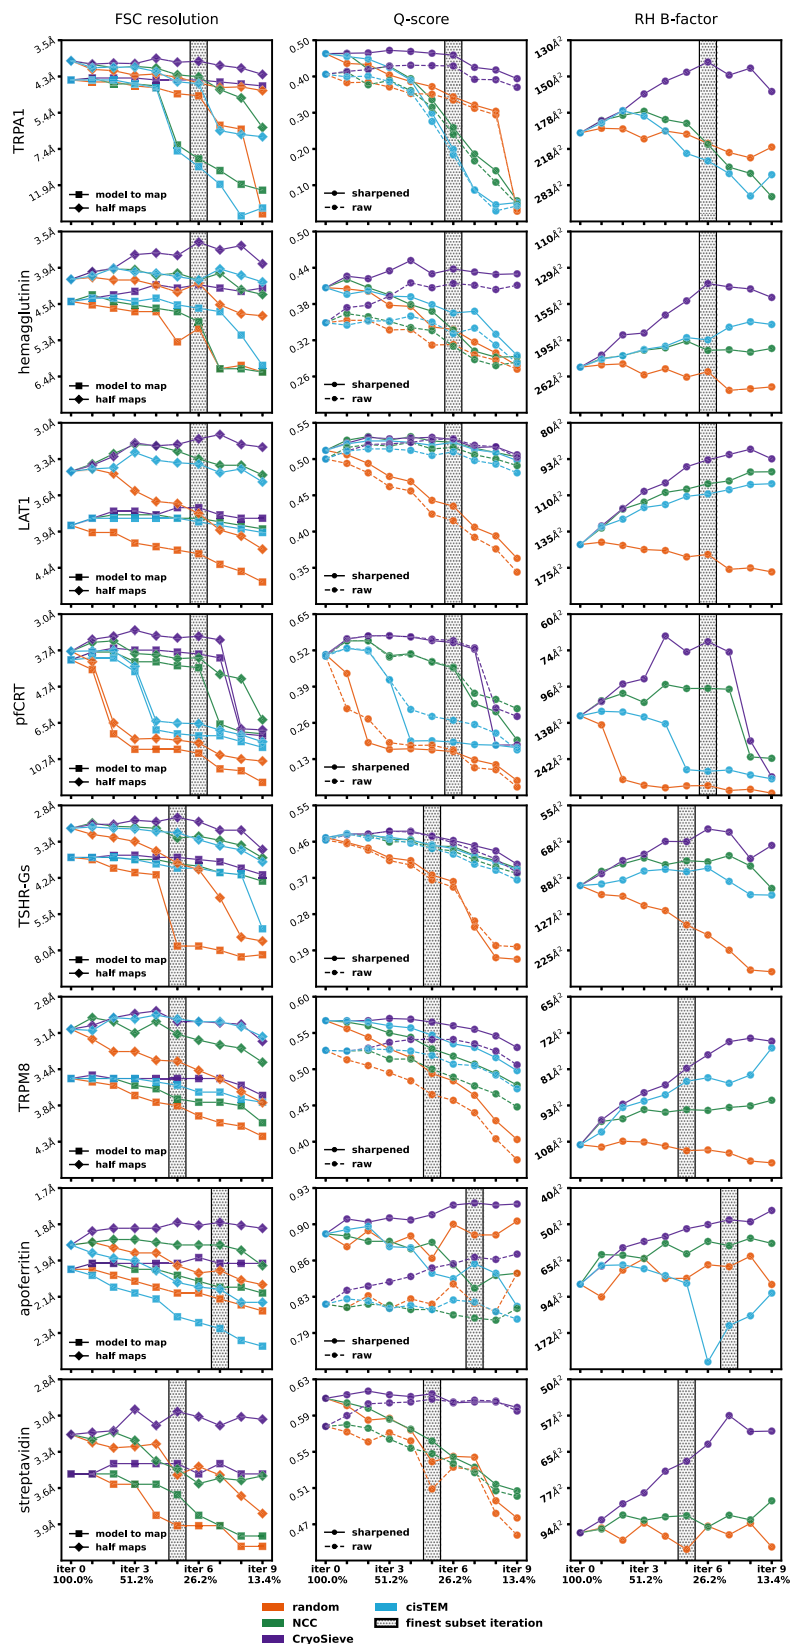 FSC resolution
Q-score
RH B-factor
TRPA1
3.5Å
4.3Å
5.4Å
7.4Å
11.9Å
model to map
half maps
0.50
0.40
0.20
0.10
sharpened
raw
130Å²
150Å²
178Å²
218Å²
283Å²
hemagglutinin
3.5Å
3.9Å
4.5Å
5.3Å
6.4Å
model to map
half maps
0.50
0.44
0.38
0.32
0.26
sharpened
raw
110Å²
129Å²
155Å²
195Å²
262Å²
LAT1
3.0Å
3.3Å
3.6Å
3.9Å
4.4Å
model to map
half maps
0.55
0.50
0.45
0.40
0.35
sharpened
raw
80Å²
93Å²
110Å²
135Å²
175Å²
pfCRT
3.0Å
3.7Å
4.7Å
6.5Å
10.7Å
model to map
half maps
0.65
0.52
0.39
0.26
0.13
sharpened
raw
60Å²
74Å²
96Å²
138Å²
242Å²
TSHR-Gs
2.8Å
3.3Å
4.2Å
5.5Å
8.0Å
model to map
half maps
0.55
0.46
0.37
0.28
0.19
sharpened
raw
55Å²
68Å²
88Å²
127Å²
225Å²
TRPM8
2.8Å
3.1Å
3.4Å
3.8Å
4.3Å
model to map
half maps
0.60
0.55
0.50
0.45
0.40
sharpened
raw
65Å²
72Å²
81Å²
93Å²
108Å²
apoferritin
1.7Å
1.8Å
1.9Å
2.1Å
2.3Å
model to map
half maps
0.93
0.90
0.86
0.83
0.79
sharpened
raw
40Å²
50Å²
65Å²
94Å²
172Å²
streptavidin
2.8Å
3.0Å
3.3Å
3.6Å
3.9Å
model to map
half maps
0.63
0.59
0.55
0.51
0.47
sharpened
raw
50Å²
57Å²
65Å²
77Å²
94Å²
iter 0 iter 3 iter 6 iter 9
100.0% 51.2% 26.2% 13.4%
iter 0 iter 3 iter 6 iter 9
100.0% 51.2% 26.2% 13.4%
iter 0 iter 3 iter 6 iter 9
100.0% 51.2% 26.2% 13.4%
random
NCC
CryoSieve
cisTEM
finest subset iteration